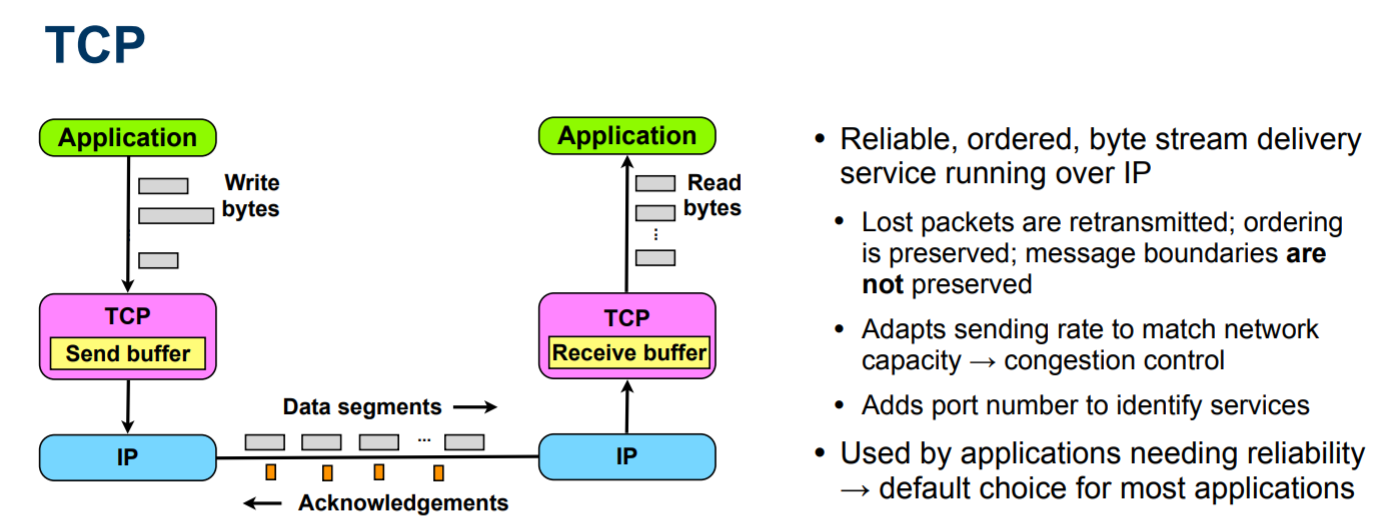 TCP
Application
Write
bytes
TCP
Send buffer
IP
Data segments →
...
← Acknowledgements
Application
Read
bytes
...
TCP
Receive buffer
IP
• Reliable, ordered, byte stream delivery
service running over IP
• Lost packets are retransmitted; ordering
is preserved; message boundaries are
not preserved
• Adapts sending rate to match network
capacity → congestion control
• Adds port number to identify services
• Used by applications needing reliability
→ default choice for most applications